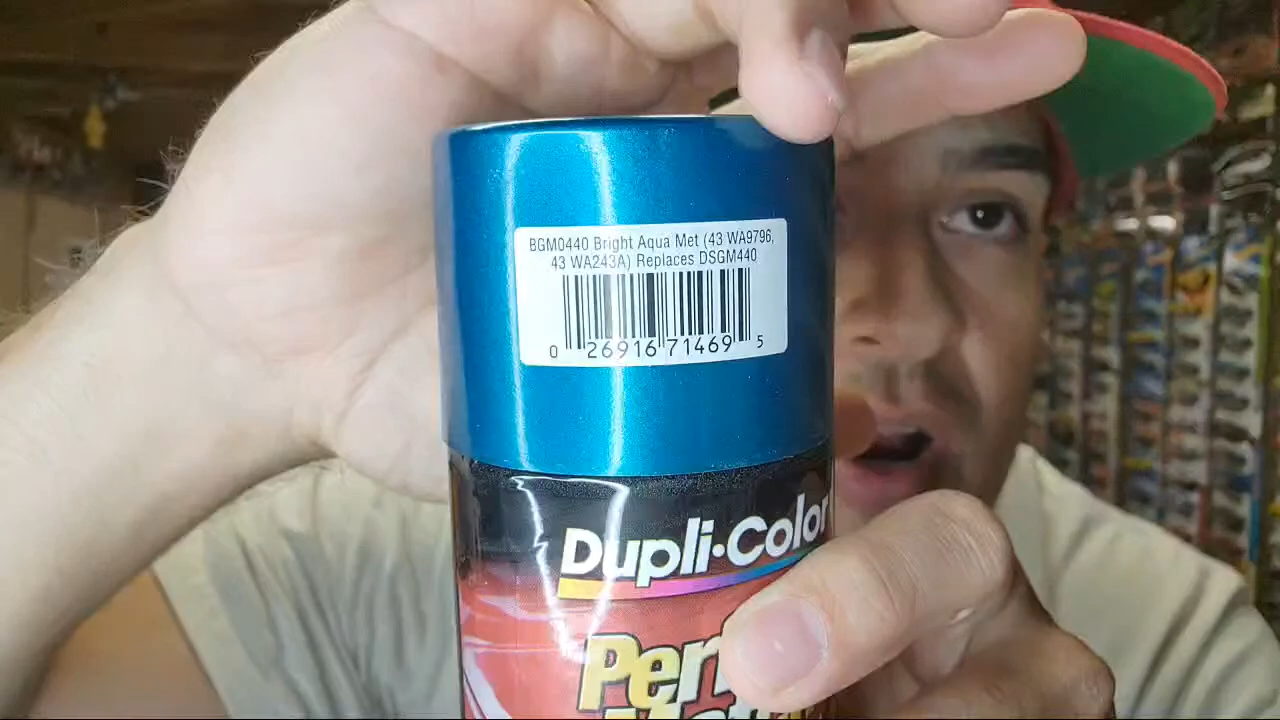 BGM0440 Bright Aqua Met (43 WA9796,
43 WA243A) Replaces DSGM440
0 26916 71469 5
Dupli·Color